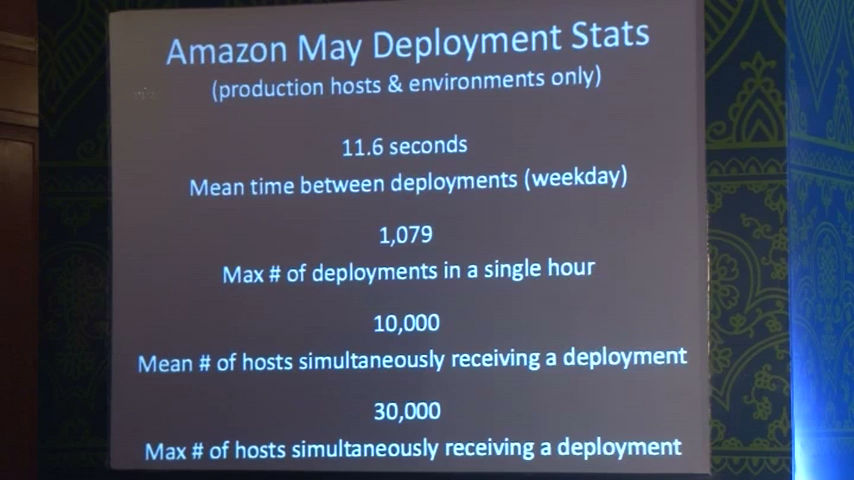 Amazon May Deployment Stats
(production hosts & environments only)
11.6 seconds
Mean time between deployments (weekday)
1,079
Max # of deployments in a single hour
10,000
Mean # of hosts simultaneously receiving a deployment
30,000
Max # of hosts simultaneously receiving a deployment